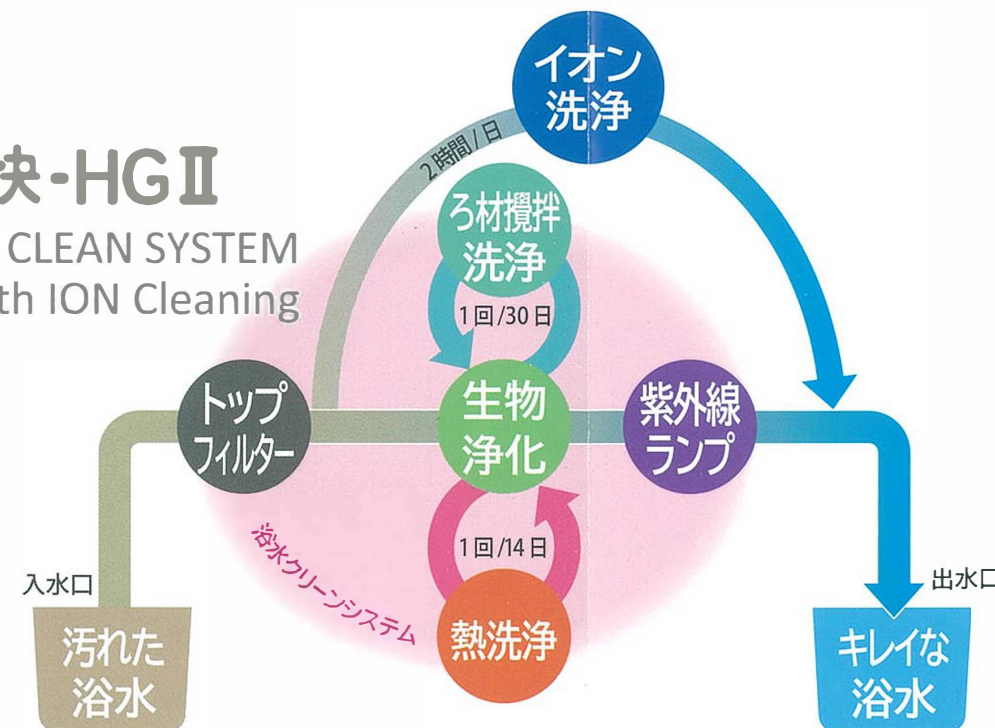 イオン
洗浄
2時間/日
快-HGⅡ
CLEAN SYSTEM
th ION Cleaning
ろ材攪拌
洗浄
1回/30日
トップ
フィルター
生物
浄化
紫外線
ランプ
1回/14日
熱洗浄
浴水クリーンシステム
入水口
汚れた
浴水
出水口
キレイな
浴水